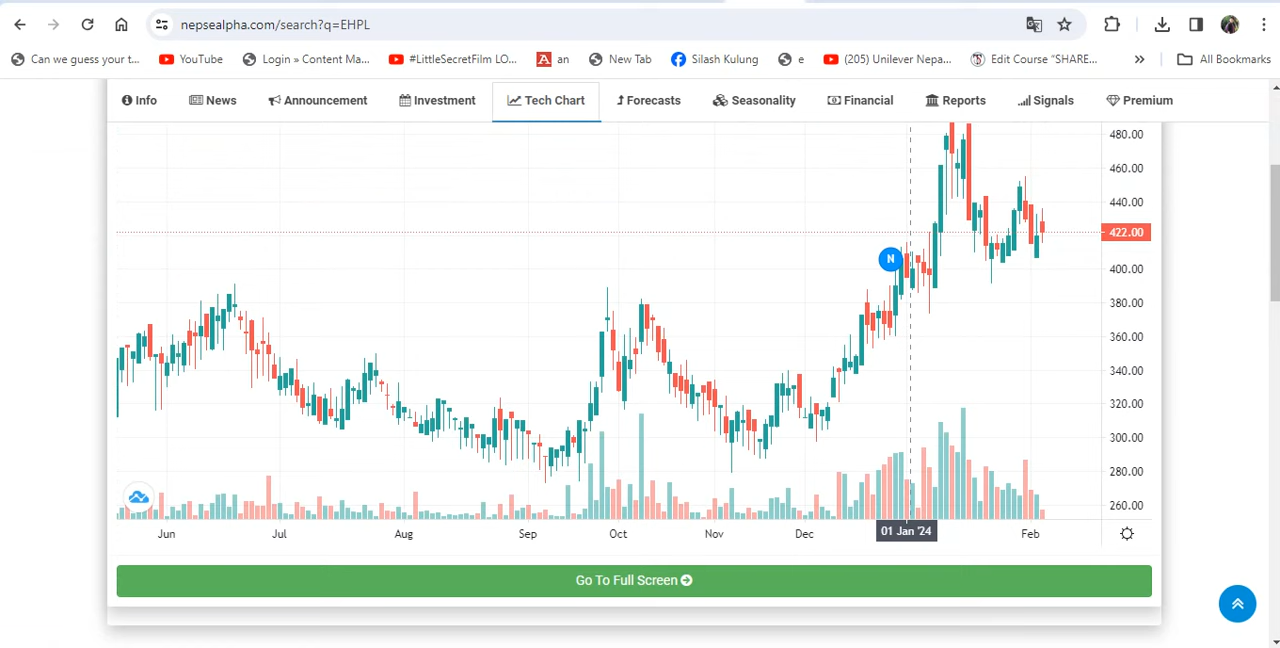 nepsealpha.com/search?q=EHPL
Can we guess your t... YouTube Login » Content Ma... #LittleSecretFilm LO... an New Tab Silash Kulung e (205) Unilever Nepa... Edit Course “SHARE... » All Bookmarks
Info News Announcement Investment Tech Chart Forecasts Seasonality Financial Reports Signals Premium
480.00
460.00
440.00
422.00
400.00
N
380.00
360.00
340.00
320.00
300.00
280.00
260.00
Jun Jul Aug Sep Oct Nov Dec 01 Jan '24 Feb
Go To Full Screen